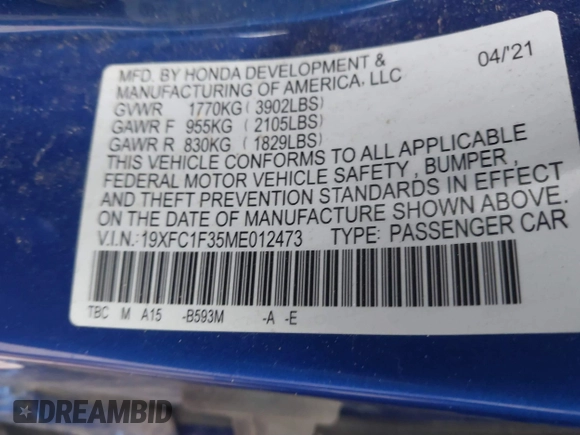 MFD. BY HONDA DEVELOPMENT & 04/'21
MANUFACTURING OF AMERICA, LLC
GVWR 1770KG ( 3902LBS)
GAWR F 955KG ( 2105LBS)
GAWR R 830KG ( 1829LBS)
THIS VEHICLE CONFORMS TO ALL APPLICABLE
FEDERAL MOTOR VEHICLE SAFETY , BUMPER ,
AND THEFT PREVENTION STANDARDS IN EFFECT
ON THE DATE OF MANUFACTURE SHOWN ABOVE.
V.I.N.: 19XFC1F35ME012473 TYPE: PASSENGER CAR
TBC M A15 -B593M -A -E
DREAMBID